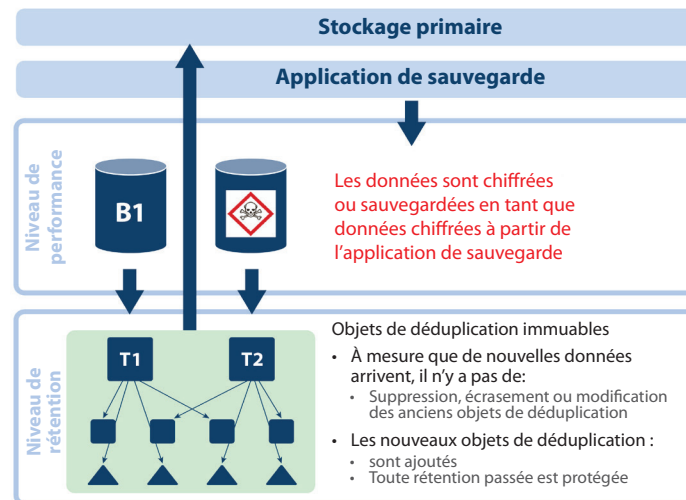 Stockage primaire
Application de sauvegarde
Niveau de
performance
B1
Les données sont chiffrées
ou sauvegardées en tant que
données chiffrées à partir de
l'application de sauvegarde
Niveau de
rétention
T1
T2
Objets de déduplication immuables
• À mesure que de nouvelles données
arrivent, il n'y a pas de:
• Suppression, écrasement ou modification
des anciens objets de déduplication
• Les nouveaux objets de déduplication :
• sont ajoutés
• Toute rétention passée est protégée